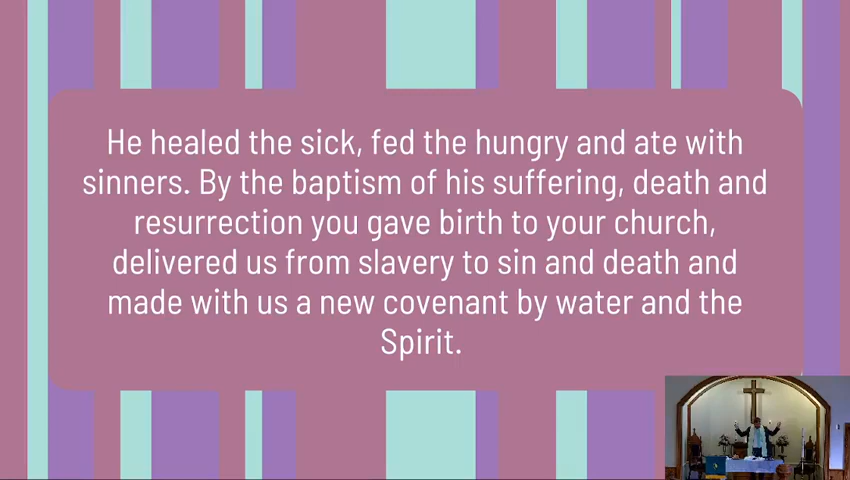 He healed the sick, fed the hungry and ate with
sinners. By the baptism of his suffering, death and
resurrection you gave birth to your church,
delivered us from slavery to sin and death and
made with us a new covenant by water and the
Spirit.